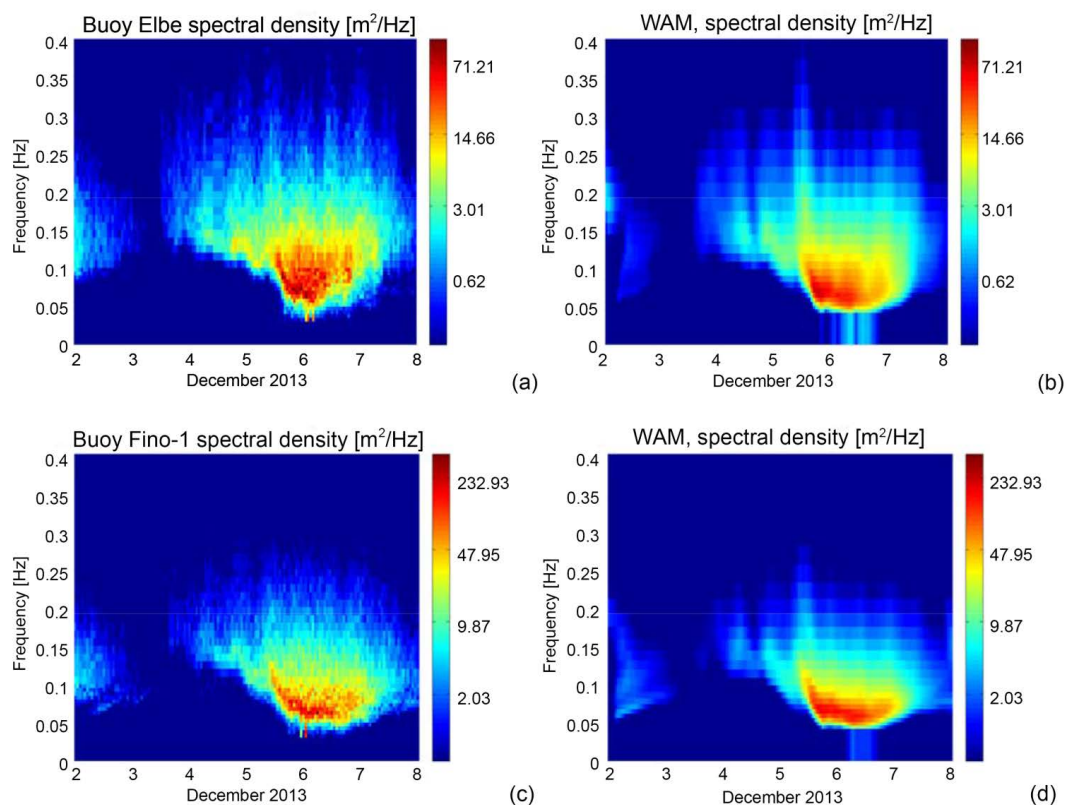 Buoy Elbe spectral density [m²/Hz]
0.4
0.35
0.3
0.25
0.2
0.15
0.1
0.05
0
Frequency [Hz]
2 3 4 5 6 7 8
December 2013
71.21
14.66
3.01
0.62
(a)
WAM, spectral density [m²/Hz]
0.4
0.35
0.3
0.25
0.2
0.15
0.1
0.05
0
Frequency [Hz]
2 3 4 5 6 7 8
December 2013
71.21
14.66
3.01
0.62
(b)
Buoy Fino-1 spectral density [m²/Hz]
0.4
0.35
0.3
0.25
0.2
0.15
0.1
0.05
0
Frequency [Hz]
2 3 4 5 6 7 8
December 2013
232.93
47.95
9.87
2.03
(c)
WAM, spectral density [m²/Hz]
0.4
0.35
0.3
0.25
0.2
0.15
0.1
0.05
0
Frequency [Hz]
2 3 4 5 6 7 8
December 2013
232.93
47.95
9.87
2.03
(d)